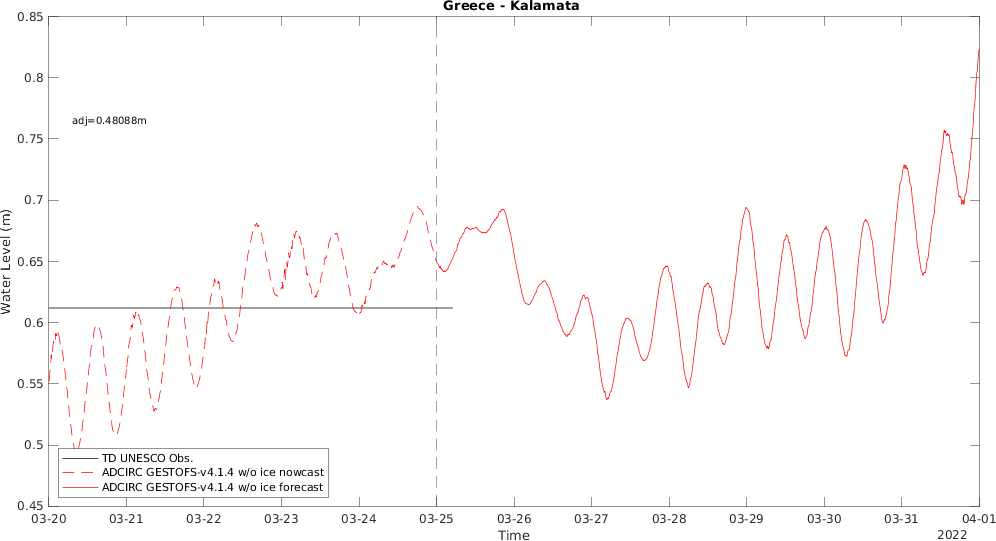 Greece - Kalamata
0.85
0.8
0.75
0.7
0.65
0.6
0.55
0.5
0.45
Water Level (m)
adj=0.48088m
TD UNESCO Obs.
ADCIRC GESTOFS-v4.1.4 w/o ice nowcast
ADCIRC GESTOFS-v4.1.4 w/o ice forecast
03-20 03-21 03-22 03-23 03-24 03-25 03-26 03-27 03-28 03-29 03-30 03-31 04-01
Time
2022